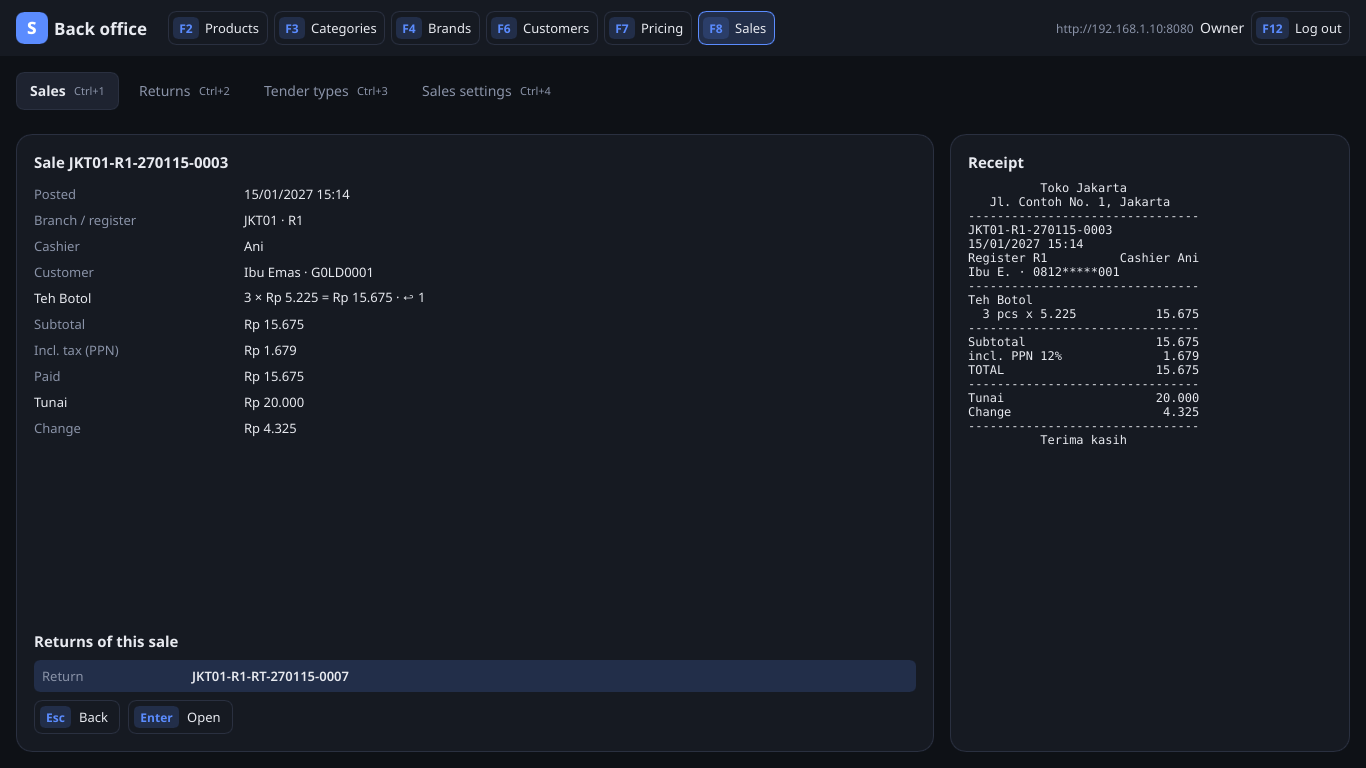 S Back office F2 Products F3 Categories F4 Brands F6 Customers F7 Pricing F8 Sales http://192.168.1.10:8080 Owner F12 Log out
Sales Ctrl+1 Returns Ctrl+2 Tender types Ctrl+3 Sales settings Ctrl+4
Sale JKT01-R1-270115-0003
Posted 15/01/2027 15:14
Branch / register JKT01 · R1
Cashier Ani
Customer Ibu Emas · G0LD0001
Teh Botol 3 × Rp 5.225 = Rp 15.675 · ↩ 1
Subtotal Rp 15.675
Incl. tax (PPN) Rp 1.679
Paid Rp 15.675
Tunai Rp 20.000
Change Rp 4.325
Returns of this sale
Return JKT01-R1-RT-270115-0007
Esc Back Enter Open
Receipt
Toko Jakarta
Jl. Contoh No. 1, Jakarta
--------------------------------
JKT01-R1-270115-0003
15/01/2027 15:14
Register R1 Cashier Ani
Ibu E. · 0812*****001
--------------------------------
Teh Botol
3 pcs x 5.225 15.675
--------------------------------
Subtotal 15.675
incl. PPN 12% 1.679
TOTAL 15.675
--------------------------------
Tunai 20.000
Change 4.325
--------------------------------
Terima kasih